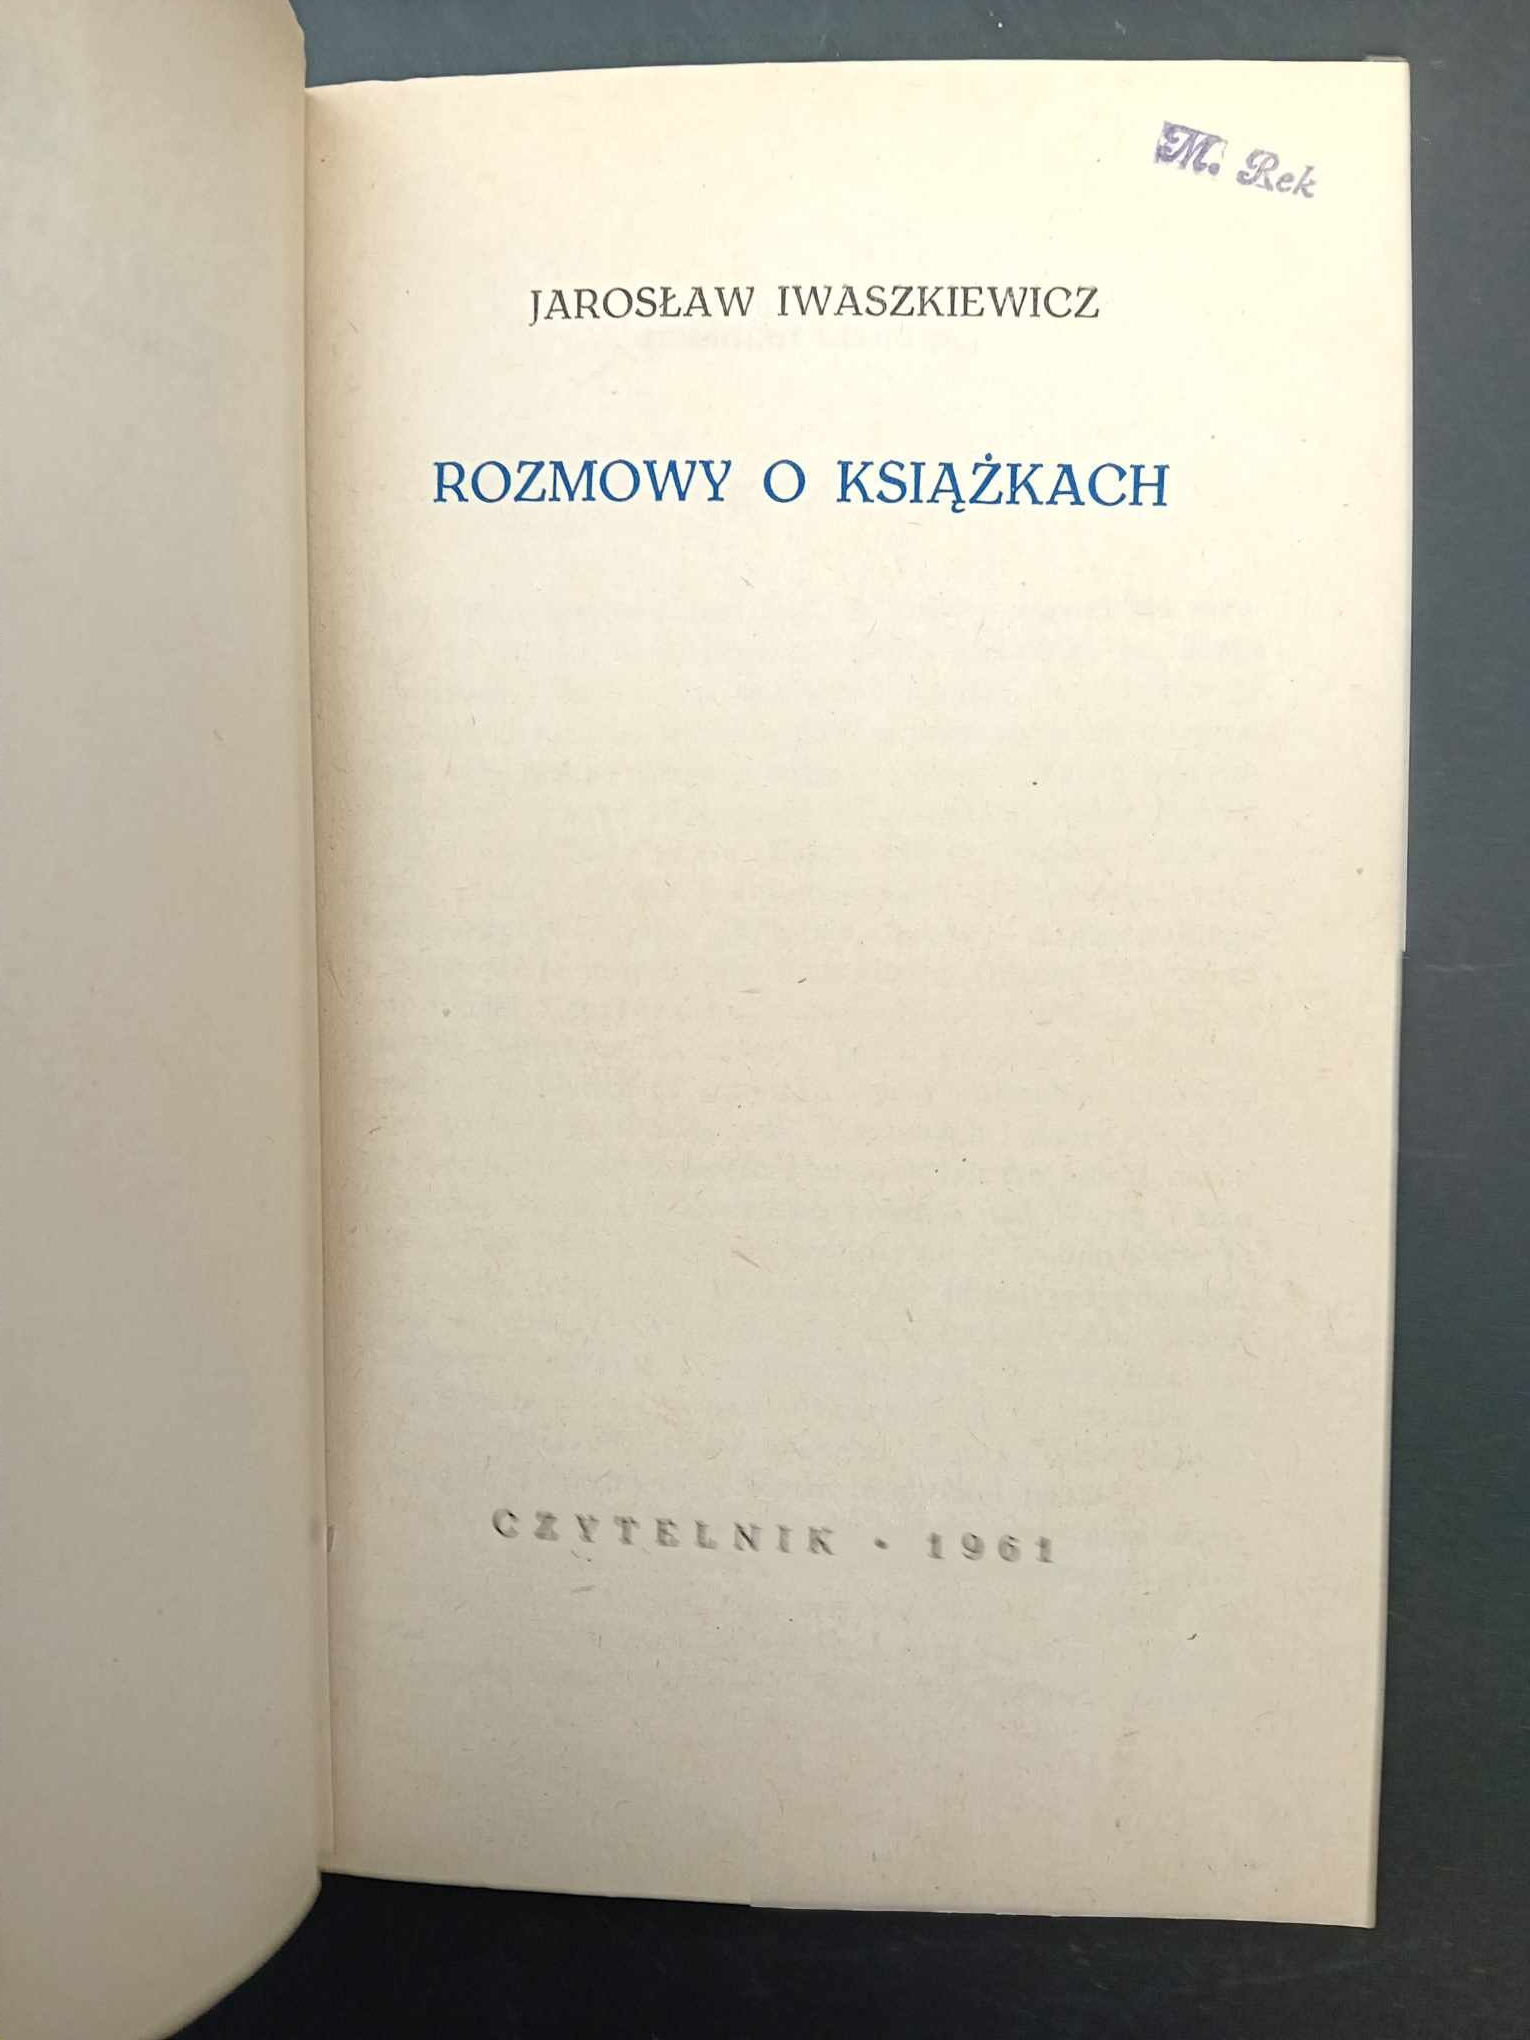 M. Rek
JAROSŁAW IWASZKIEWICZ
ROZMOWY O KSIĄŻKACH
CZYTELNIK • 1961